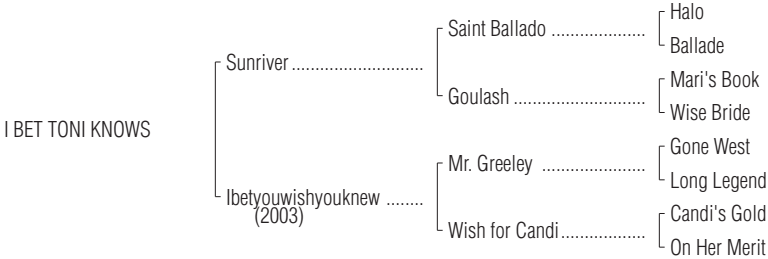 Halo
Saint Ballado ....................
Ballade
Sunriver ............................
Mari's Book
Goulash ............................
Wise Bride
I BET TONI KNOWS
Gone West
Mr. Greeley ......................
Long Legend
Ibetyouwishyouknew ........
(2003)
Candi's Gold
Wish for Candi..................
On Her Merit